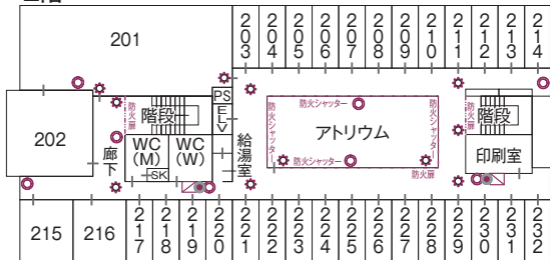 201
203
204
205
206
207
208
209
210
211
212
213
214
PS
EV
防火扉
階段
防火シャッター
防火シャッター
防火シャッター
アトリウム
防火扉
階段
202
廊下
WC
(M)
WC
(W)
SK
給湯室
防火シャッター
防火扉
印刷室
215
216
217
218
219
220
221
222
223
224
225
226
227
228
229
230
231
232